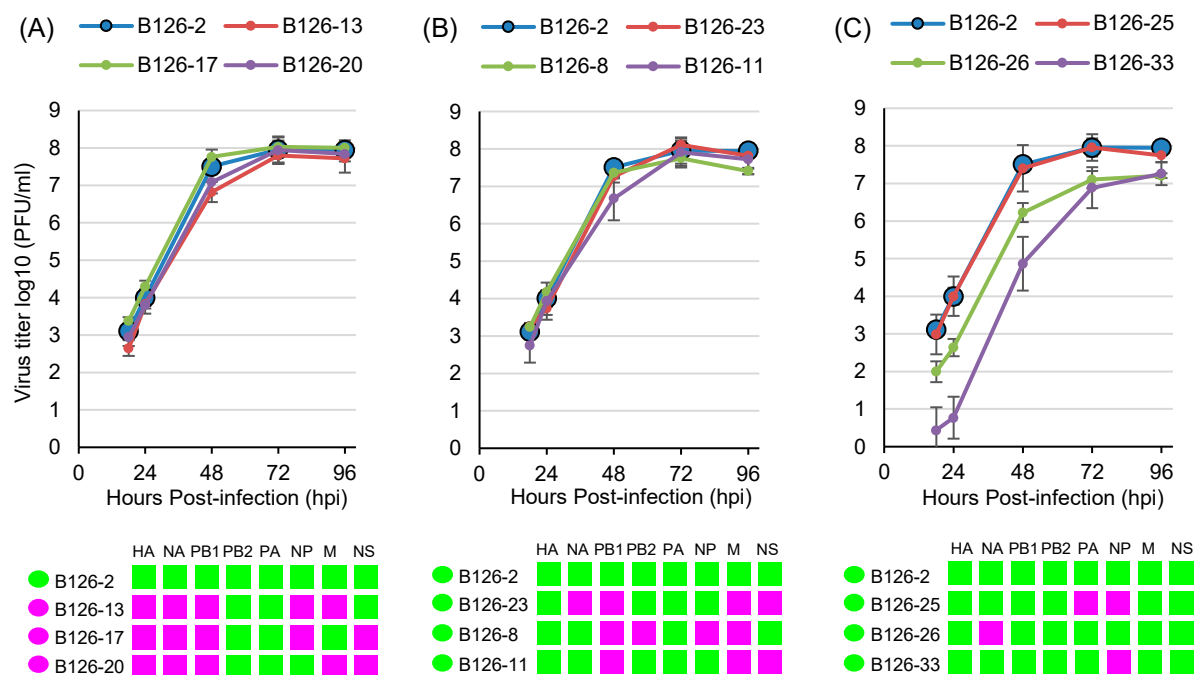 (A)
B126-2
B126-13
B126-17
B126-20
(B)
B126-2
B126-23
B126-8
B126-11
(C)
B126-2
B126-25
B126-26
B126-33
Virus titer log10 (PFU/ml)
9
8
7
6
5
4
3
2
1
0
0 24 48 72 96
Hours Post-infection (hpi)
9
8
7
6
5
4
3
2
1
0
0 24 48 72 96
Hours Post-infection (hpi)
9
8
7
6
5
4
3
2
1
0
0 24 48 72 96
Hours Post-infection (hpi)
HA NA PB1 PB2 PA NP M NS
B126-2
B126-13
B126-17
B126-20
HA NA PB1 PB2 PA NP M NS
B126-2
B126-23
B126-8
B126-11
HA NA PB1 PB2 PA NP M NS
B126-2
B126-25
B126-26
B126-33